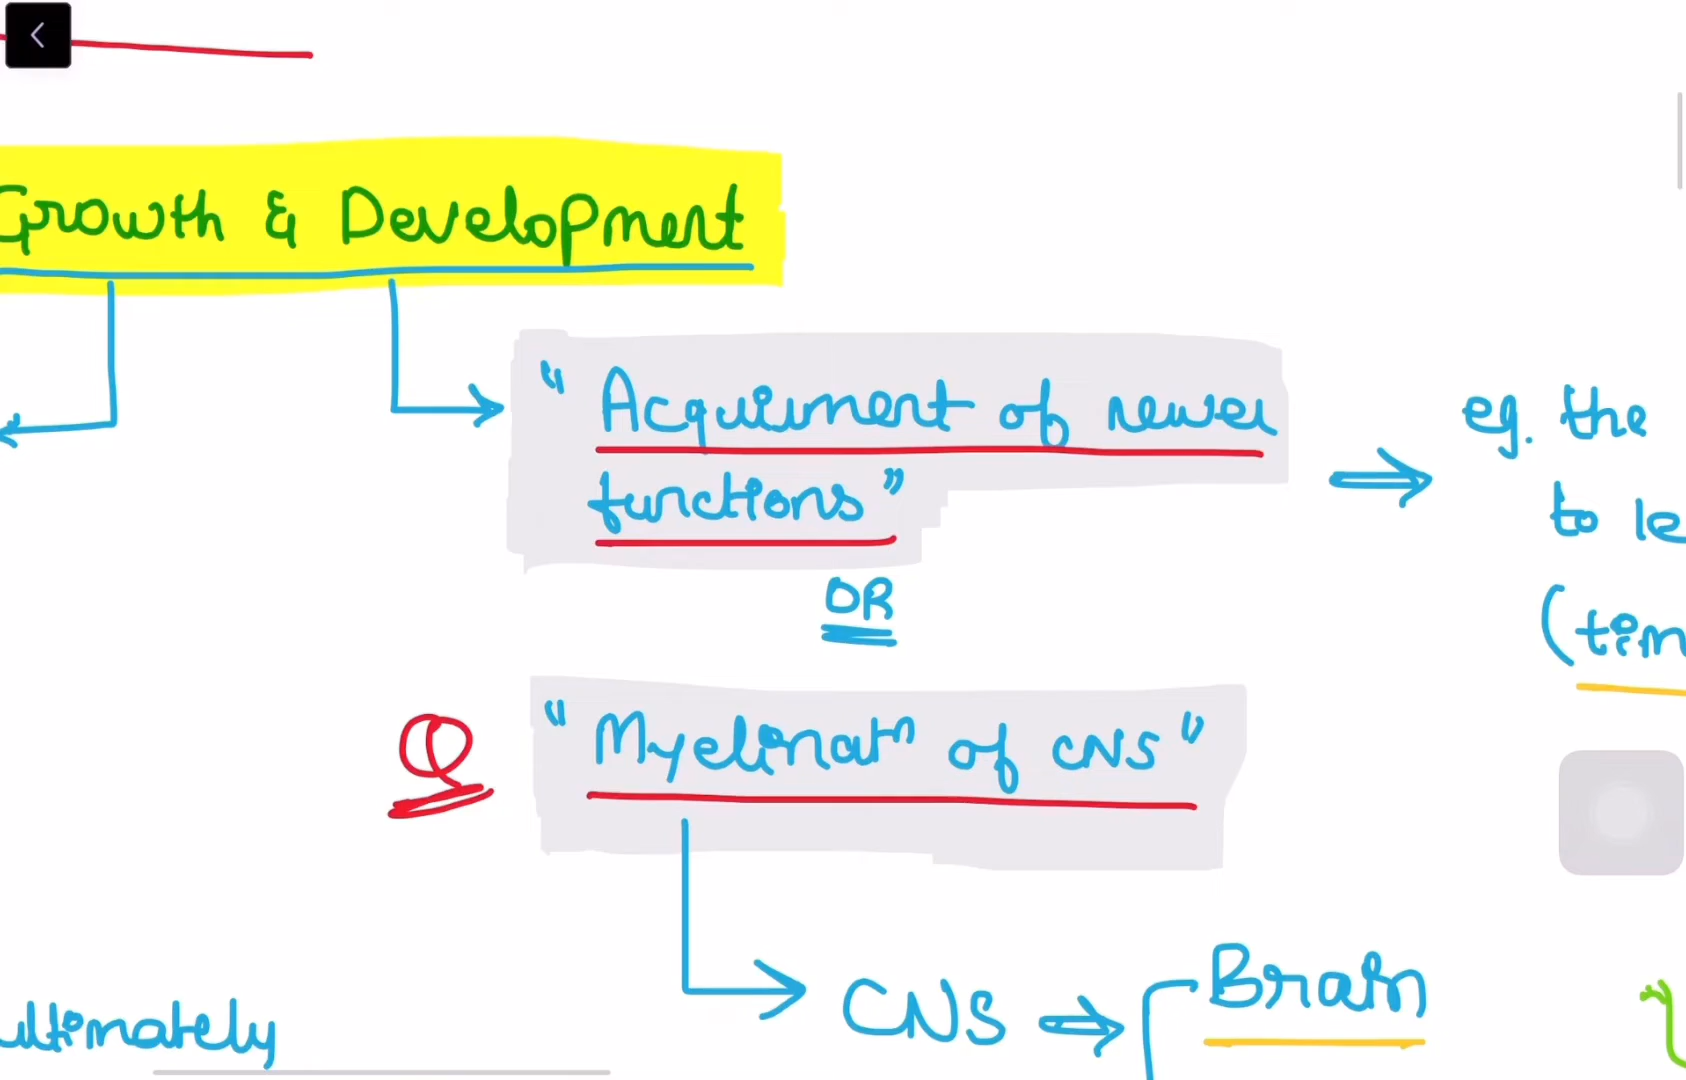 Growth & Development
" Acquirment of newer
functions"
OR
Q
" Myelinatn of CNS"
eg. the
to le
(tim
CNS
Brain
ultimately